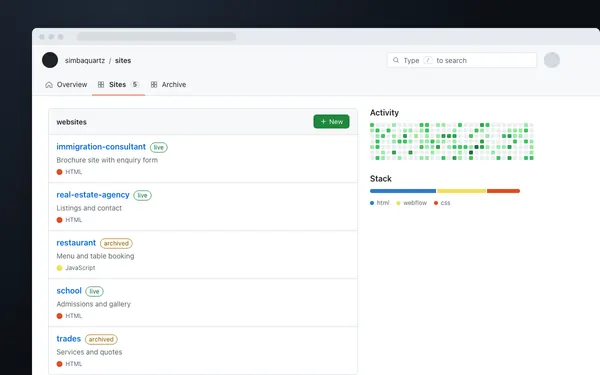 simbaquartz / sites
Type / to search
Overview
Sites 5
Archive
websites
+ New
immigration-consultant live
Brochure site with enquiry form
HTML
real-estate-agency live
Listings and contact
HTML
restaurant archived
Menu and table booking
JavaScript
school live
Admissions and gallery
HTML
trades archived
Services and quotes
HTML
Activity
Stack
html
webflow
css